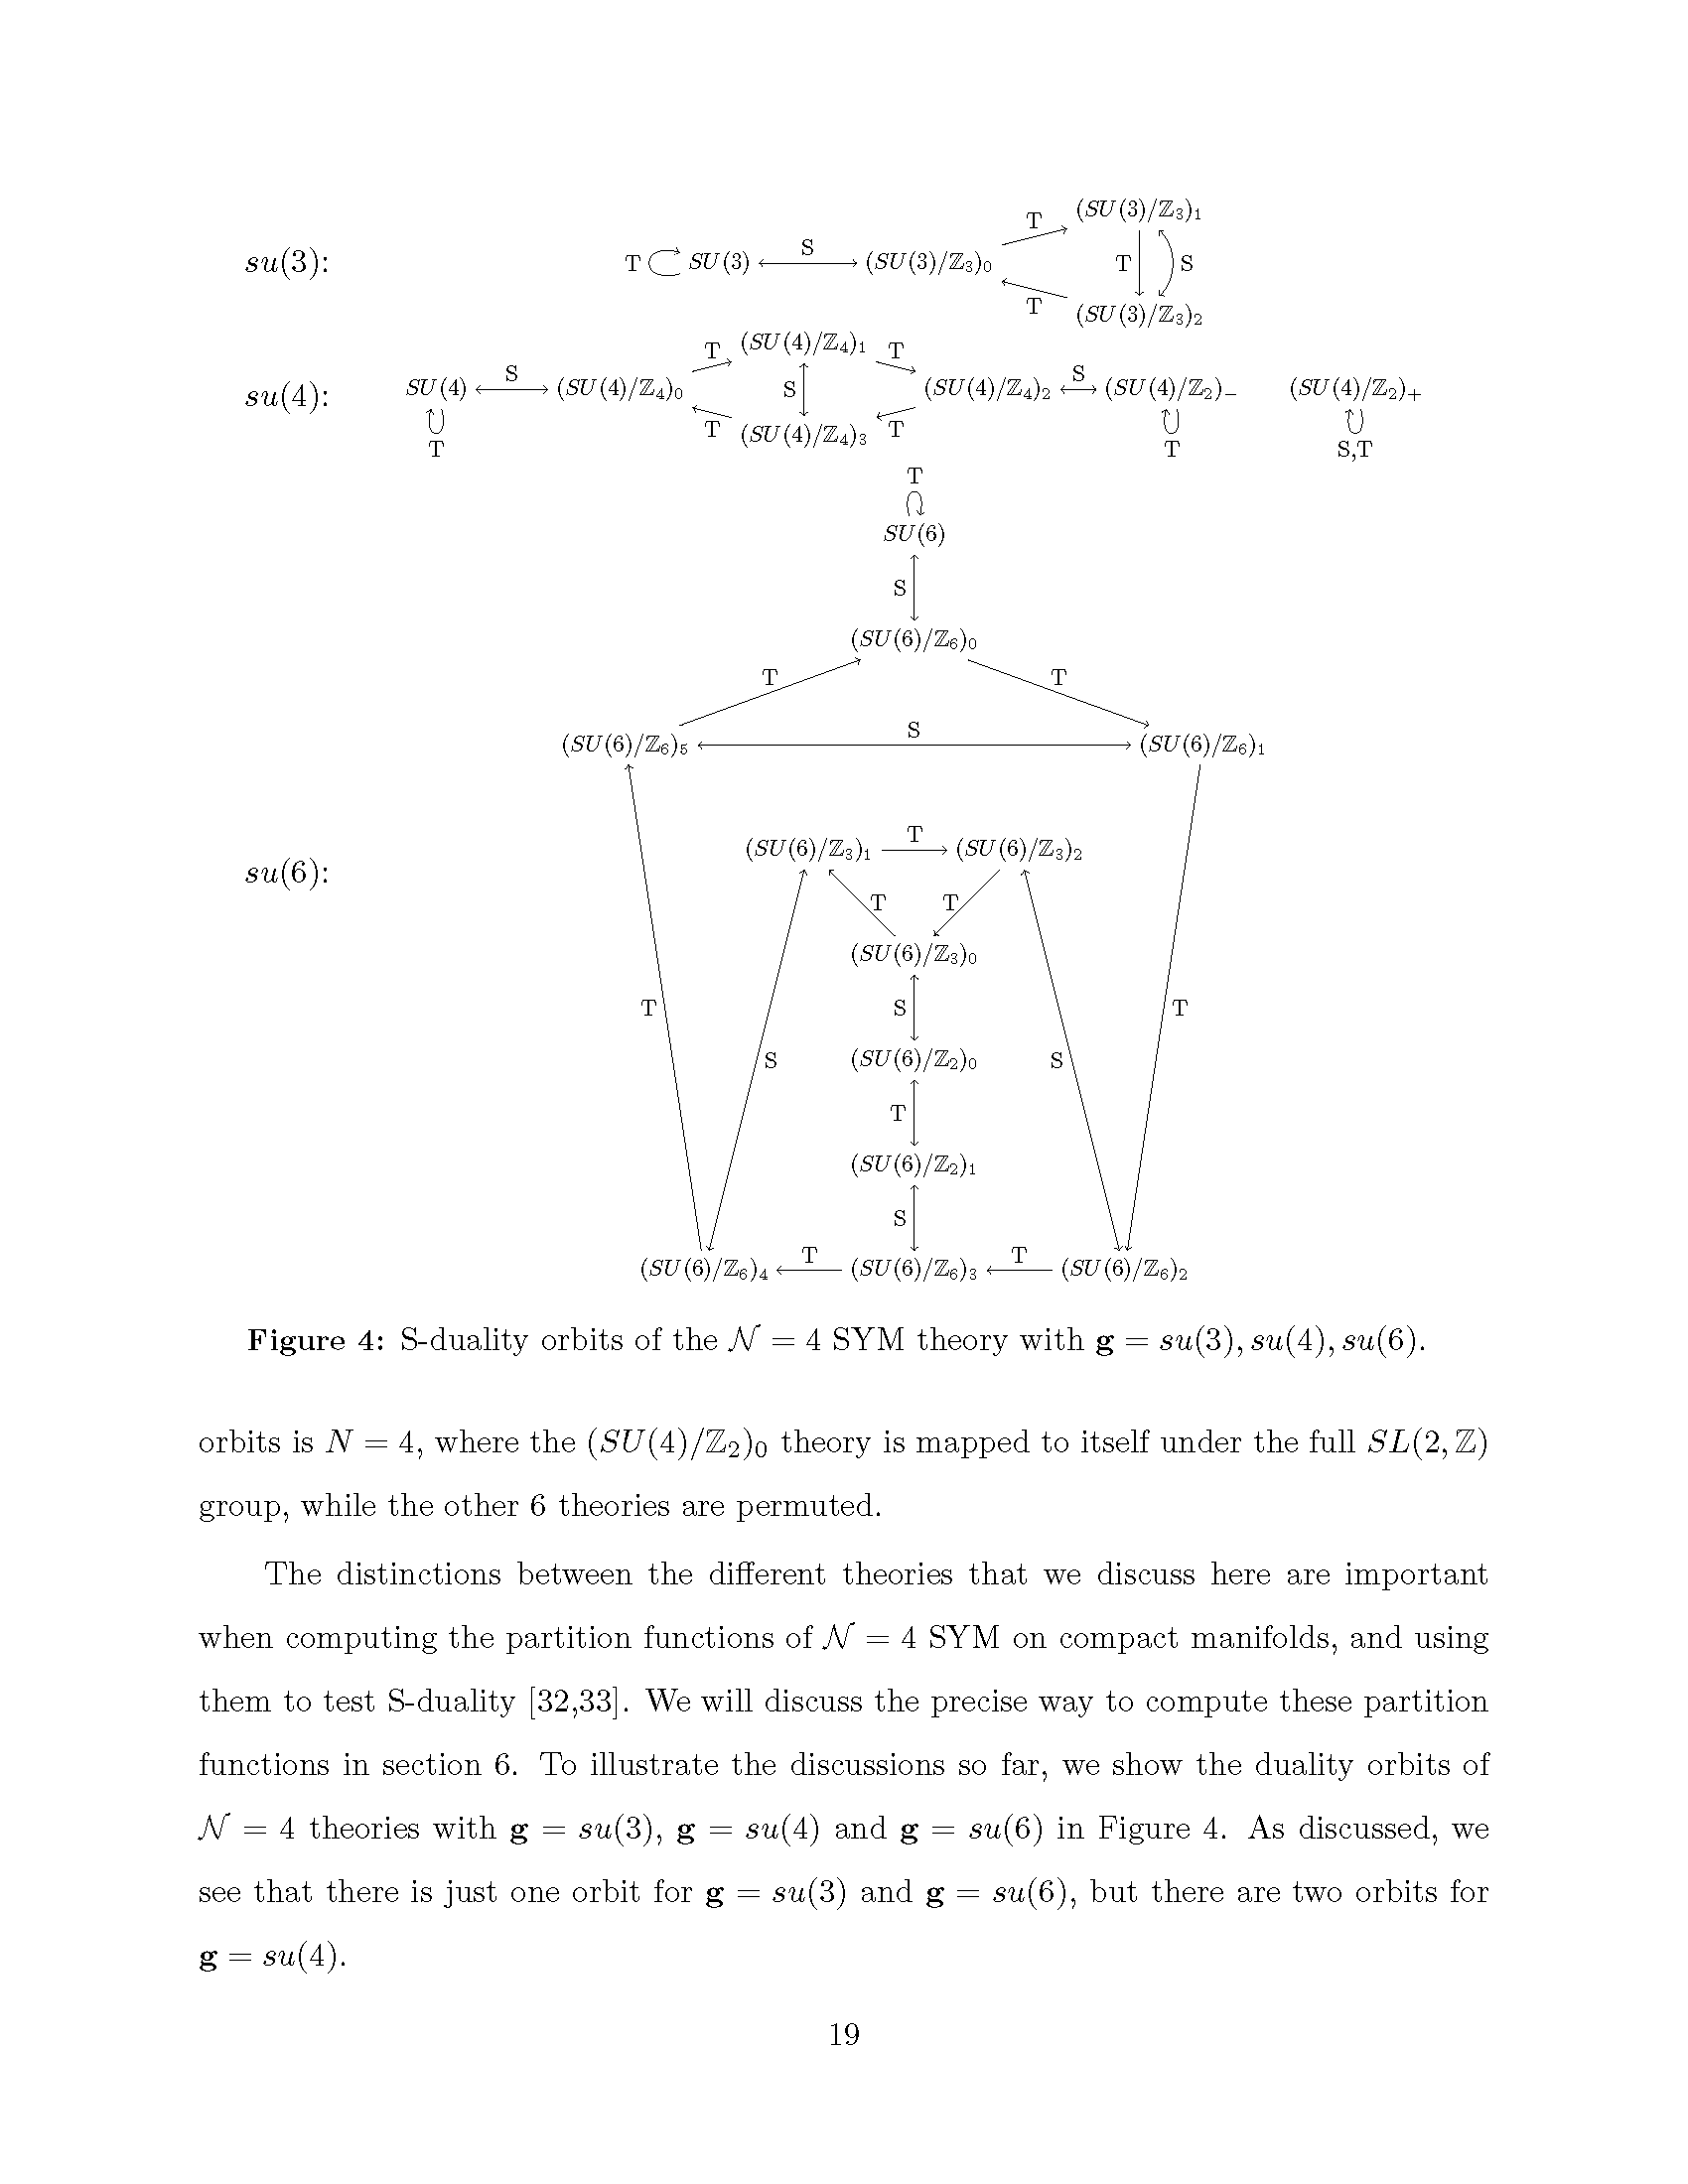 (SU(3)/ℤ₃)₁
T
su(3):
T SU(3) S (SU(3)/ℤ₃)₀ T S
T
(SU(3)/ℤ₃)₂
(SU(4)/ℤ₄)₁
T T
su(4): SU(4) S (SU(4)/ℤ₄)₀ S (SU(4)/ℤ₄)₂ S (SU(4)/ℤ₂)₋ (SU(4)/ℤ₂)₊
T (SU(4)/ℤ₄)₃ T
T T S,T
T
SU(6)
S
(SU(6)/ℤ₆)₀
T T
(SU(6)/ℤ₆)₅ S (SU(6)/ℤ₆)₁
(SU(6)/ℤ₃)₁ T (SU(6)/ℤ₃)₂
su(6):
T T
(SU(6)/ℤ₃)₀
T S T
S (SU(6)/ℤ₂)₀ S
T
(SU(6)/ℤ₂)₁
S
(SU(6)/ℤ₆)₄ T (SU(6)/ℤ₆)₃ T (SU(6)/ℤ₆)₂
Figure 4: S-duality orbits of the 𝒩 = 4 SYM theory with g = su(3), su(4), su(6).
orbits is N = 4, where the (SU(4)/ℤ₂)₀ theory is mapped to itself under the full SL(2, ℤ)
group, while the other 6 theories are permuted.
The distinctions between the different theories that we discuss here are important
when computing the partition functions of 𝒩 = 4 SYM on compact manifolds, and using
them to test S-duality [32,33]. We will discuss the precise way to compute these partition
functions in section 6. To illustrate the discussions so far, we show the duality orbits of
𝒩 = 4 theories with g = su(3), g = su(4) and g = su(6) in Figure 4. As discussed, we
see that there is just one orbit for g = su(3) and g = su(6), but there are two orbits for
g = su(4).
19